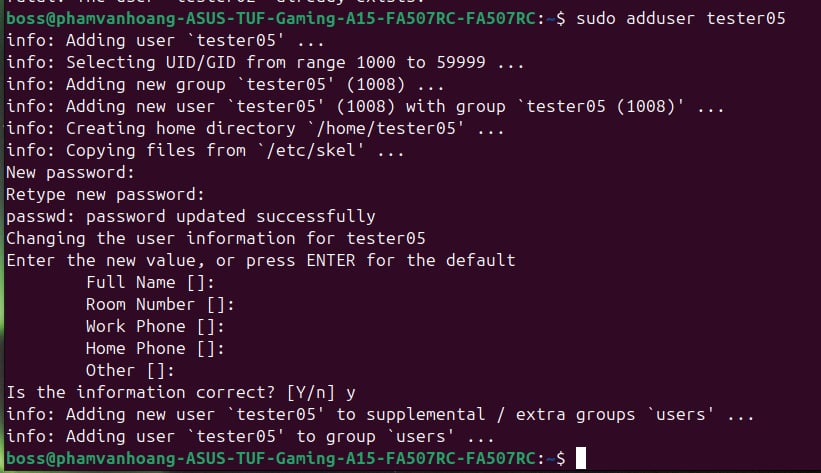 fatal: The user `tester02' already exists.
boss@phamvanhoang-ASUS-TUF-Gaming-A15-FA507RC-FA507RC:~$ sudo adduser tester05
info: Adding user `tester05' ...
info: Selecting UID/GID from range 1000 to 59999 ...
info: Adding new group `tester05' (1008) ...
info: Adding new user `tester05' (1008) with group `tester05 (1008)' ...
info: Creating home directory `/home/tester05' ...
info: Copying files from `/etc/skel' ...
New password:
Retype new password:
passwd: password updated successfully
Changing the user information for tester05
Enter the new value, or press ENTER for the default
Full Name []:
Room Number []:
Work Phone []:
Home Phone []:
Other []:
Is the information correct? [Y/n] y
info: Adding new user `tester05' to supplemental / extra groups `users' ...
info: Adding user `tester05' to group `users' ...
boss@phamvanhoang-ASUS-TUF-Gaming-A15-FA507RC-FA507RC:~$